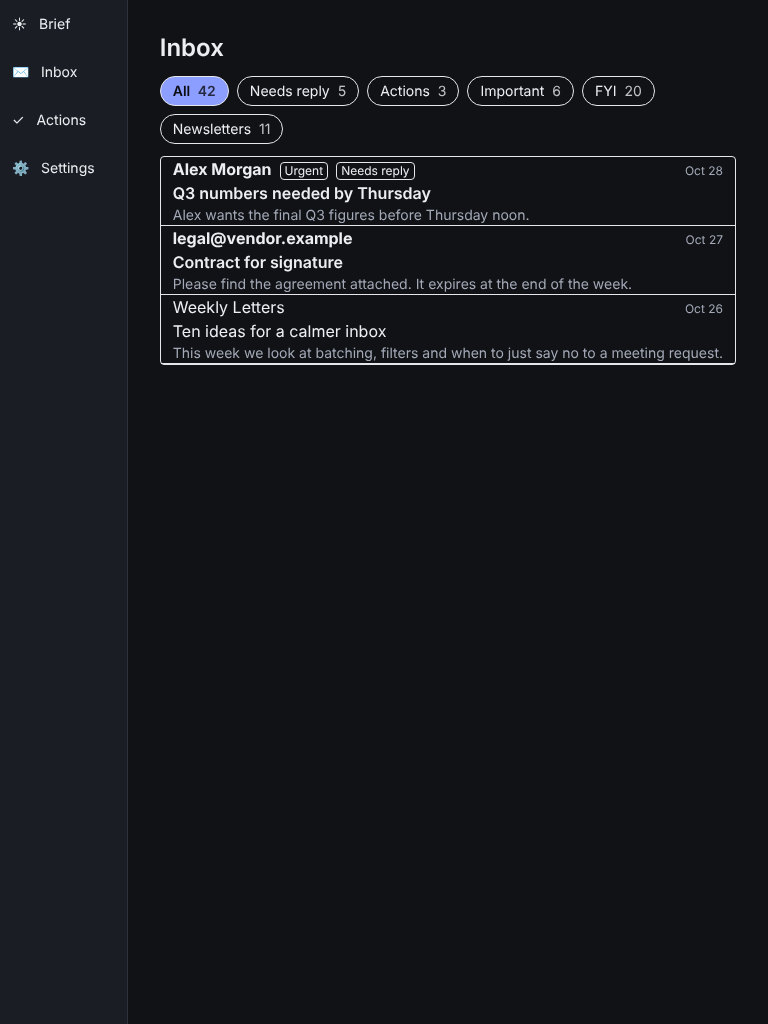 Brief
Inbox
Actions
Settings
Inbox
All 42 Needs reply 5 Actions 3 Important 6 FYI 20
Newsletters 11
Alex Morgan Urgent Needs reply Oct 28
Q3 numbers needed by Thursday
Alex wants the final Q3 figures before Thursday noon.
legal@vendor.example Oct 27
Contract for signature
Please find the agreement attached. It expires at the end of the week.
Weekly Letters Oct 26
Ten ideas for a calmer inbox
This week we look at batching, filters and when to just say no to a meeting request.